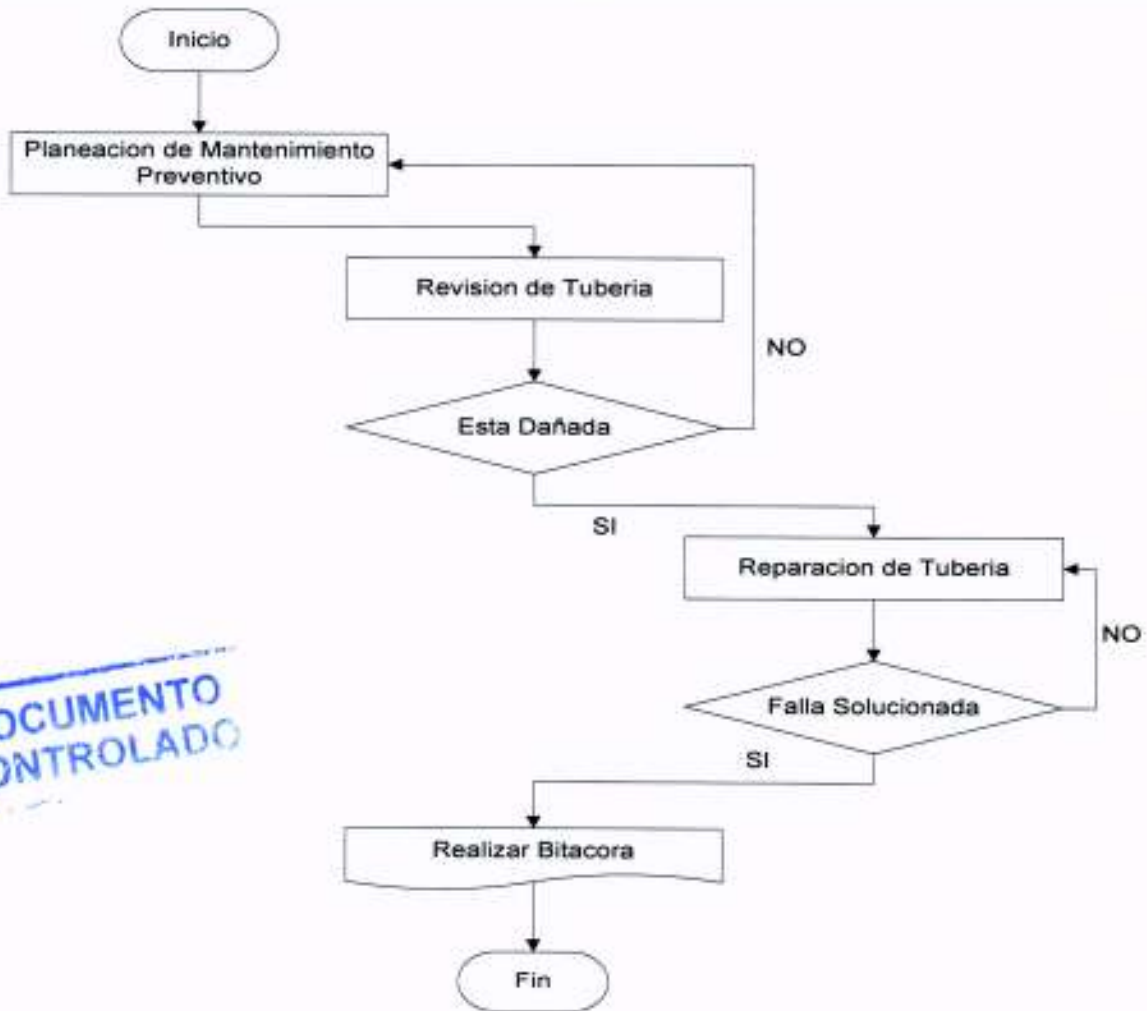 Inicio
Planeacion de Mantenimiento
Preventivo
Revision de Tuberia
NO
Esta Dañada
SI
Reparacion de Tuberia
NO
Falla Solucionada
SI
OCUMENTO
ONTROLADO
Realizar Bitacora
Fin